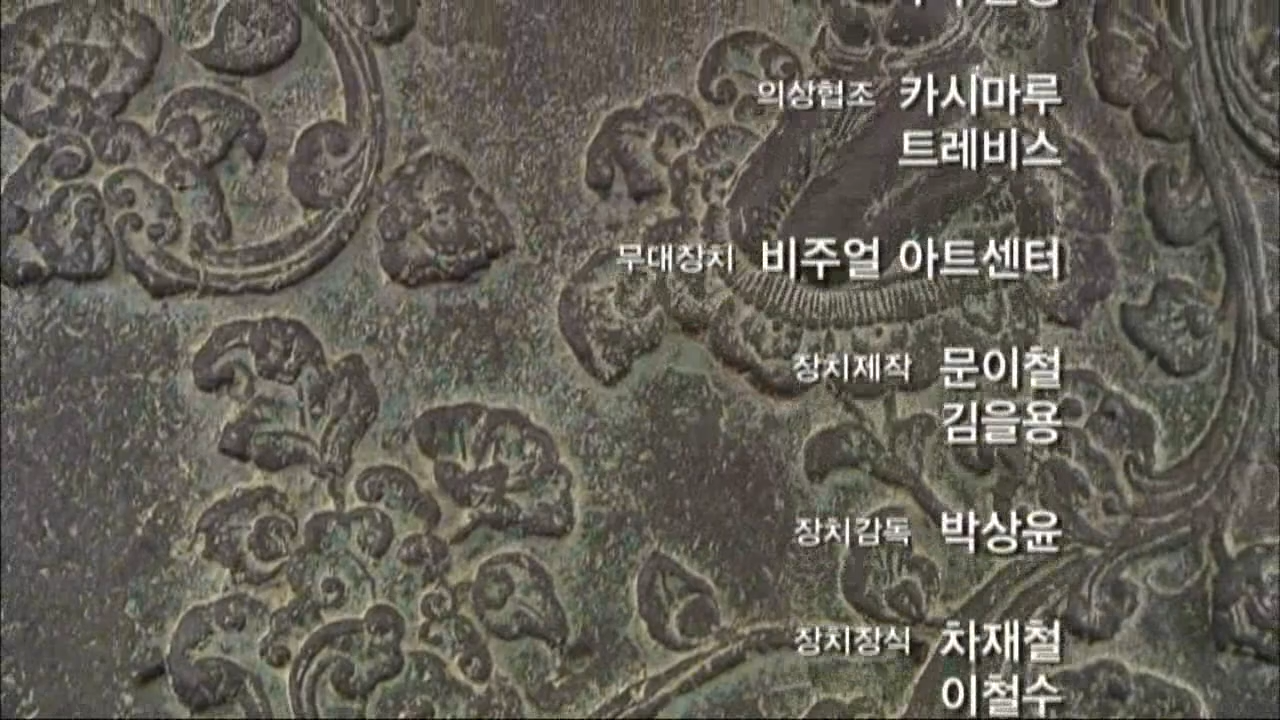 의상협조 카시마루
트레비스
무대장치 비주얼 아트센터
장치제작 문이철
김을용
장치감독 박상윤
장치장식 차재철
이철수